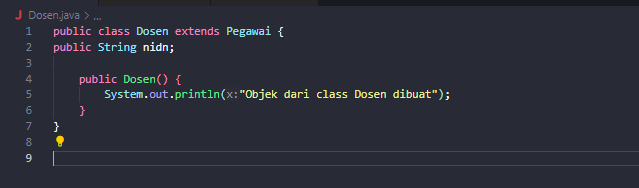 J Dosen.java > ...
1 public class Dosen extends Pegawai {
2 public String nidn;
3
4     public Dosen() {
5         System.out.println(x:"Objek dari class Dosen dibuat");
6     }
7 }
8
9